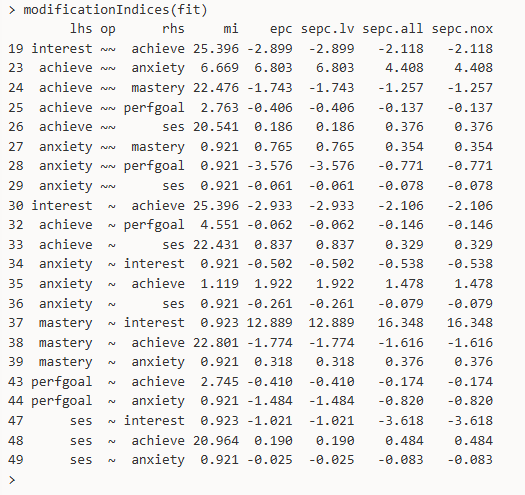 > modificationIndices(fit)
lhs op rhs mi epc sepc.lv sepc.all sepc.nox
19 interest ~~ achieve 25.396 -2.899 -2.899 -2.118 -2.118
23 achieve ~~ anxiety 6.669 6.803 6.803 4.408 4.408
24 achieve ~~ mastery 22.476 -1.743 -1.743 -1.257 -1.257
25 achieve ~~ perfgoal 2.763 -0.406 -0.406 -0.137 -0.137
26 achieve ~~ ses 20.541 0.186 0.186 0.376 0.376
27 anxiety ~~ mastery 0.921 0.765 0.765 0.354 0.354
28 anxiety ~~ perfgoal 0.921 -3.576 -3.576 -0.771 -0.771
29 anxiety ~~ ses 0.921 -0.061 -0.061 -0.078 -0.078
30 interest ~ achieve 25.396 -2.933 -2.933 -2.106 -2.106
32 achieve ~ perfgoal 4.551 -0.062 -0.062 -0.146 -0.146
33 achieve ~ ses 22.431 0.837 0.837 0.329 0.329
34 anxiety ~ interest 0.921 -0.502 -0.502 -0.538 -0.538
35 anxiety ~ achieve 1.119 1.922 1.922 1.478 1.478
36 anxiety ~ ses 0.921 -0.261 -0.261 -0.079 -0.079
37 mastery ~ interest 0.923 12.889 12.889 16.348 16.348
38 mastery ~ achieve 22.801 -1.774 -1.774 -1.616 -1.616
39 mastery ~ anxiety 0.921 0.318 0.318 0.376 0.376
43 perfgoal ~ achieve 2.745 -0.410 -0.410 -0.174 -0.174
44 perfgoal ~ anxiety 0.921 -1.484 -1.484 -0.820 -0.820
47 ses ~ interest 0.923 -1.021 -1.021 -3.618 -3.618
48 ses ~ achieve 20.964 0.190 0.190 0.484 0.484
49 ses ~ anxiety 0.921 -0.025 -0.025 -0.083 -0.083
>